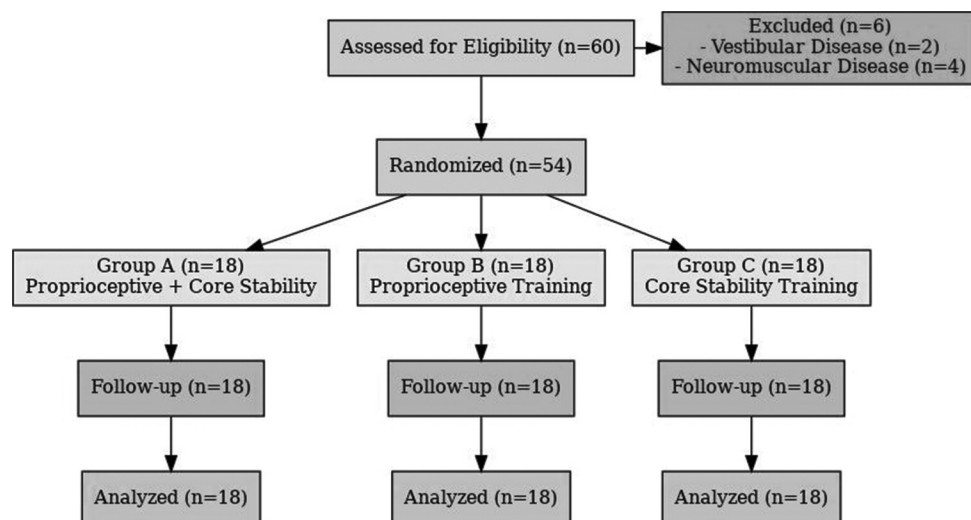 Assessed for Eligibility (n=60)
Excluded (n=6)
- Vestibular Disease (n=2)
- Neuromuscular Disease (n=4)
Randomized (n=54)
Group A (n=18)
Proprioceptive + Core Stability
Group B (n=18)
Proprioceptive Training
Group C (n=18)
Core Stability Training
Follow-up (n=18)
Follow-up (n=18)
Follow-up (n=18)
Analyzed (n=18)
Analyzed (n=18)
Analyzed (n=18)